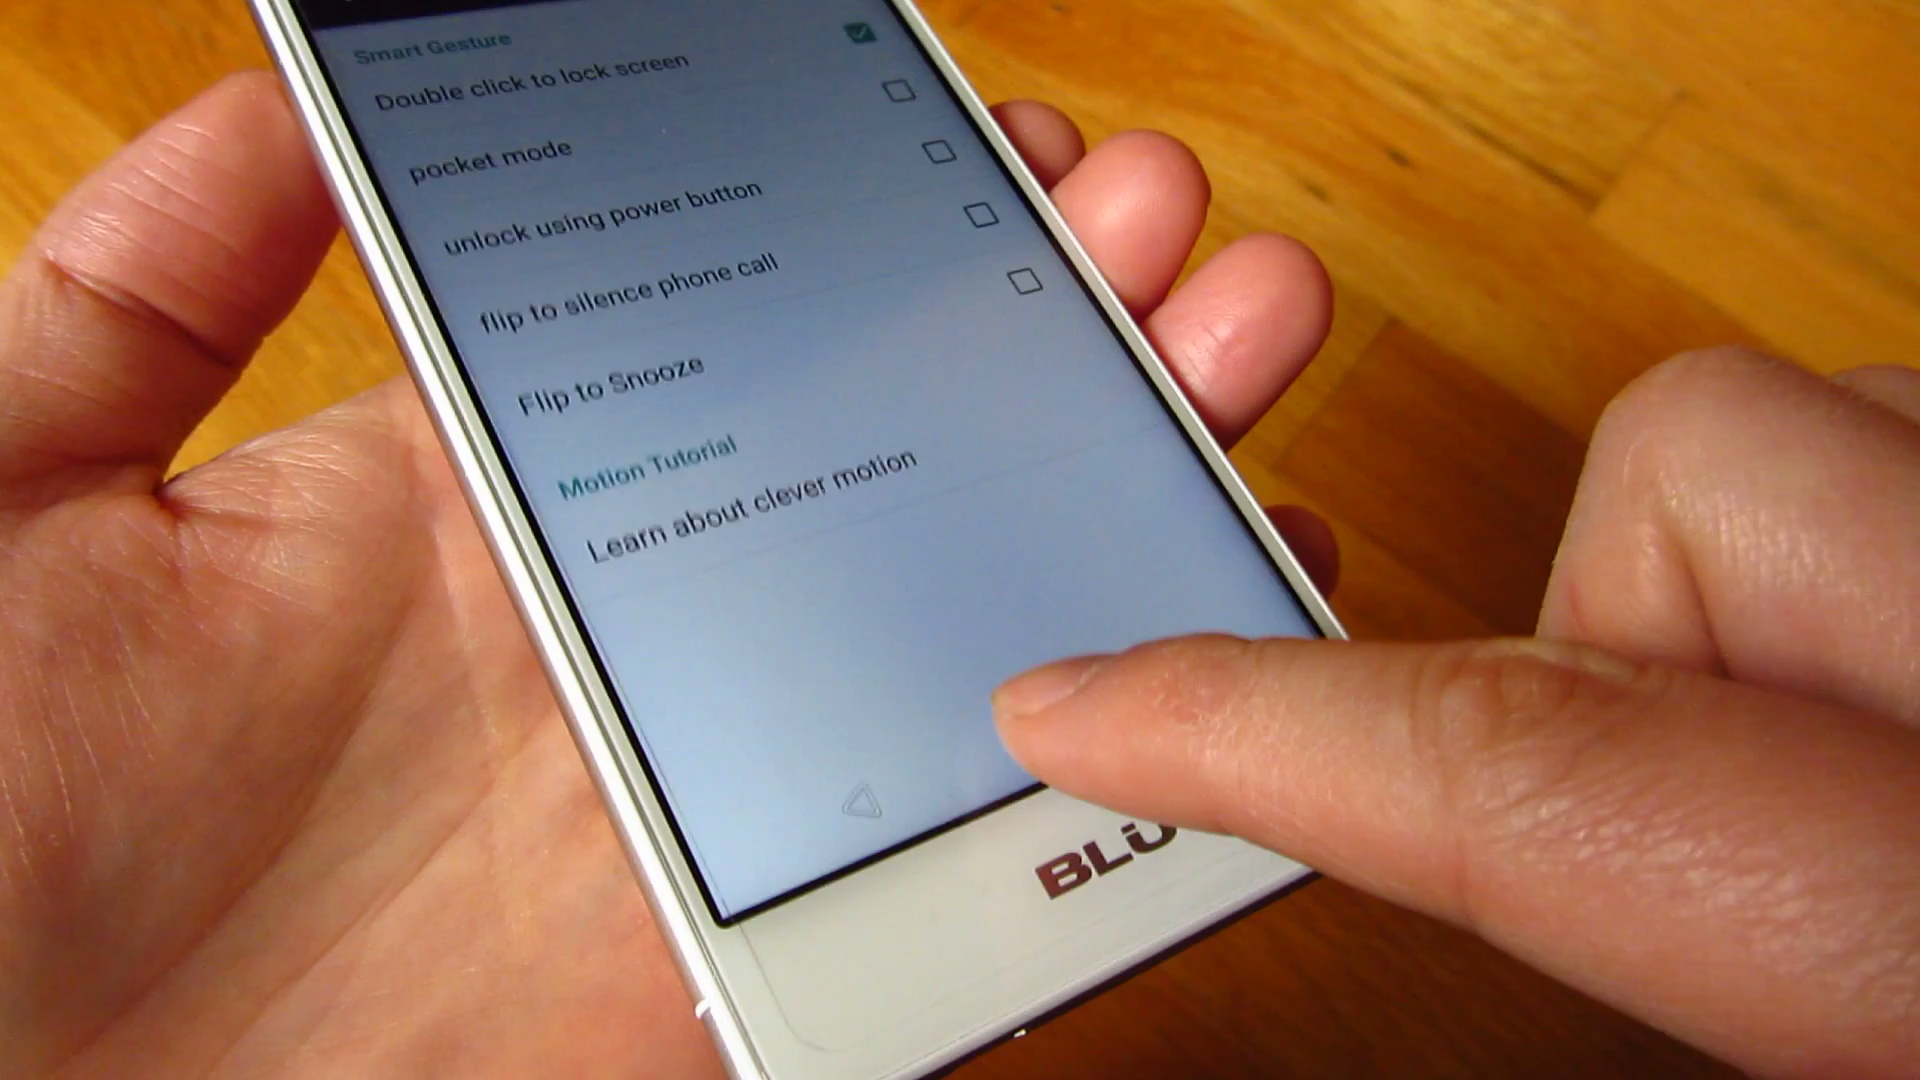 Smart Gesture
Double click to lock screen
pocket mode
unlock using power button
flip to silence phone call
Flip to Snooze
Motion Tutorial
Learn about clever motion
BLU